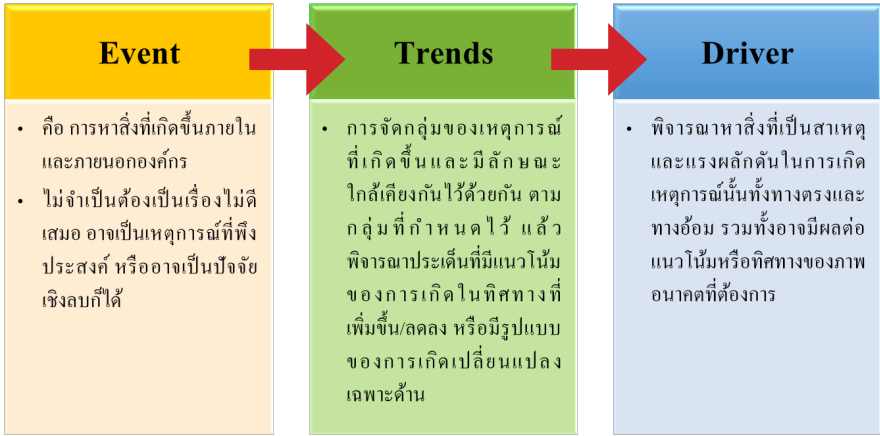 Event
• คือ การหาสิ่งที่เกิดขึ้นภายใน
และภายนอกองค์กร
• ไม่จำเป็นต้องเป็นเรื่องไม่ดี
เสมอ อาจเป็นเหตุการณ์ที่พึง
ประสงค์ หรืออาจเป็นปัจจัย
เชิงลบก็ได้
Trends
• การจัดกลุ่มของเหตุการณ์
ที่เกิดขึ้นและมีลักษณะ
ใกล้เคียงกันไว้ด้วยกัน ตาม
กลุ่มที่กำหนดไว้ แล้ว
พิจารณาประเด็นที่มีแนวโน้ม
ของการเกิดในทิศทางที่
เพิ่มขึ้น/ลดลง หรือมีรูปแบบ
ของการเกิดเปลี่ยนแปลง
เฉพาะด้าน
Driver
• พิจารณาหาสิ่งที่เป็นสาเหตุ
และแรงผลักดันในการเกิด
เหตุการณ์นั้นทั้งทางตรงและ
ทางอ้อม รวมทั้งอาจมีผลต่อ
แนวโน้มหรือทิศทางของภาพ
อนาคตที่ต้องการ